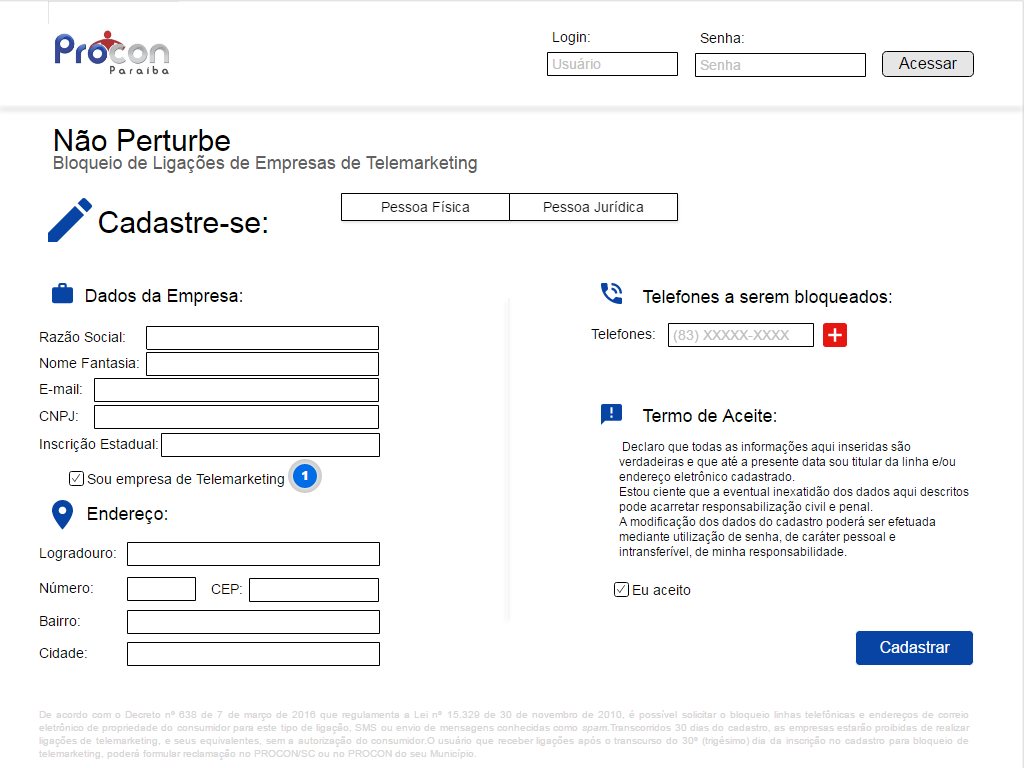 Procon
Paraíba
Login:
Senha:
Usuário
Senha
Acessar
Não Perturbe
Bloqueio de Ligações de Empresas de Telemarketing
Cadastre-se:
Pessoa Física
Pessoa Jurídica
Dados da Empresa:
Razão Social:
Nome Fantasia:
E-mail:
CNPJ:
Inscrição Estadual:
Sou empresa de Telemarketing
1
Endereço:
Logradouro:
Número:
CEP:
Bairro:
Cidade:
Telefones a serem bloqueados:
Telefones:
(83) XXXXX-XXXX
Termo de Aceite:
Declaro que todas as informações aqui inseridas são
verdadeiras e que até a presente data sou titular da linha e/ou
endereço eletrônico cadastrado.
Estou ciente que a eventual inexatidão dos dados aqui descritos
pode acarretar responsabilização civil e penal.
A modificação dos dados do cadastro poderá ser efetuada
mediante utilização de senha, de caráter pessoal e
intransferível, de minha responsabilidade.
Eu aceito
Cadastrar
De acordo com o Decreto nº 638 de 7 de março de 2016 que regulamenta a Lei nº 15.329 de 30 de novembro de 2010, é possível solicitar o bloqueio linhas telefônicas e endereços de correio
eletrônico de propriedade do consumidor para este tipo de ligação, SMS ou envio de mensagens conhecidas como spam.Transcorridos 30 dias do cadastro, as empresas estarão proibidas de realizar
ligações de telemarketing, e seus equivalentes, sem a autorização do consumidor.O usuário que receber ligações após o transcurso do 30º (trigésimo) dia da inscrição no cadastro para bloqueio de
telemarketing, poderá formular reclamação no PROCON/SC ou no PROCON do seu Município.